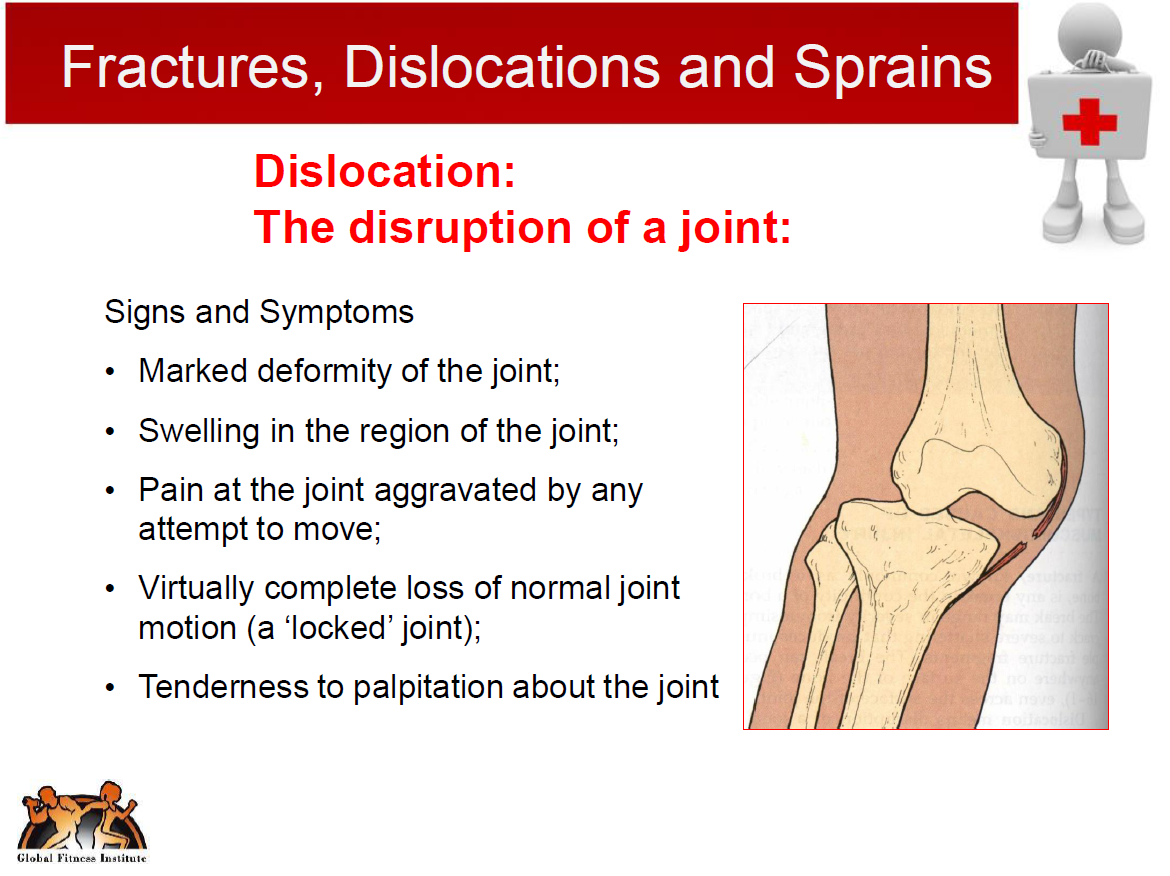 Fractures, Dislocations and Sprains
Dislocation:
The disruption of a joint:
Signs and Symptoms
• Marked deformity of the joint;
• Swelling in the region of the joint;
• Pain at the joint aggravated by any
attempt to move;
• Virtually complete loss of normal joint
motion (a ‘locked’ joint);
• Tenderness to palpitation about the joint
Global Fitness Institute